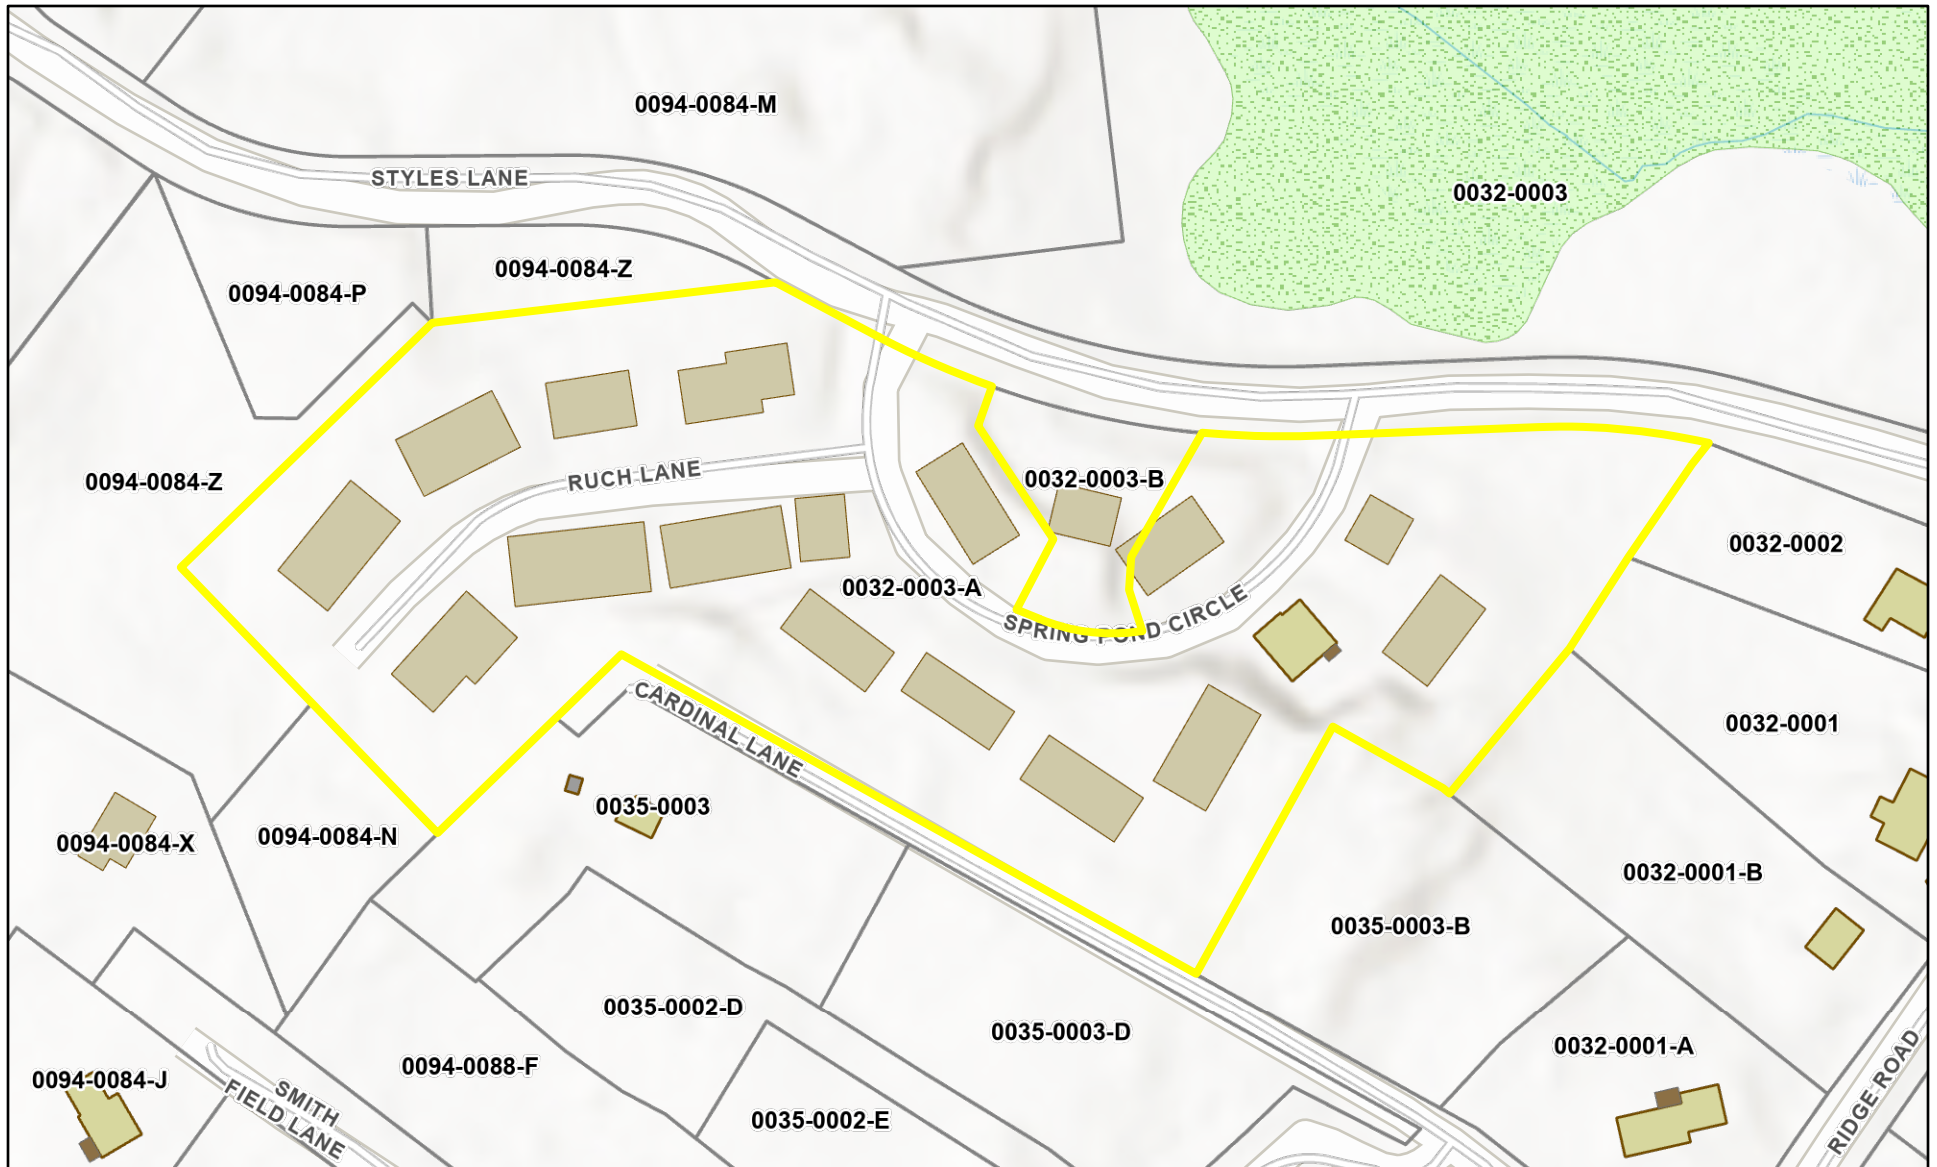 0094-0084-M
STYLES LANE
0032-0003
0094-0084-Z
0094-0084-P
RUCH LANE
0032-0003-B
0094-0084-Z
0032-0002
0032-0003-A
SPRING POND CIRCLE
CARDINAL LANE
0032-0001
0035-0003
0094-0084-N
0094-0084-X
0032-0001-B
0035-0003-B
0035-0002-D
0035-0003-D
0032-0001-A
0094-0088-F
0094-0084-J
SMITH
FIELD LANE
RIDGE ROAD
0035-0002-E